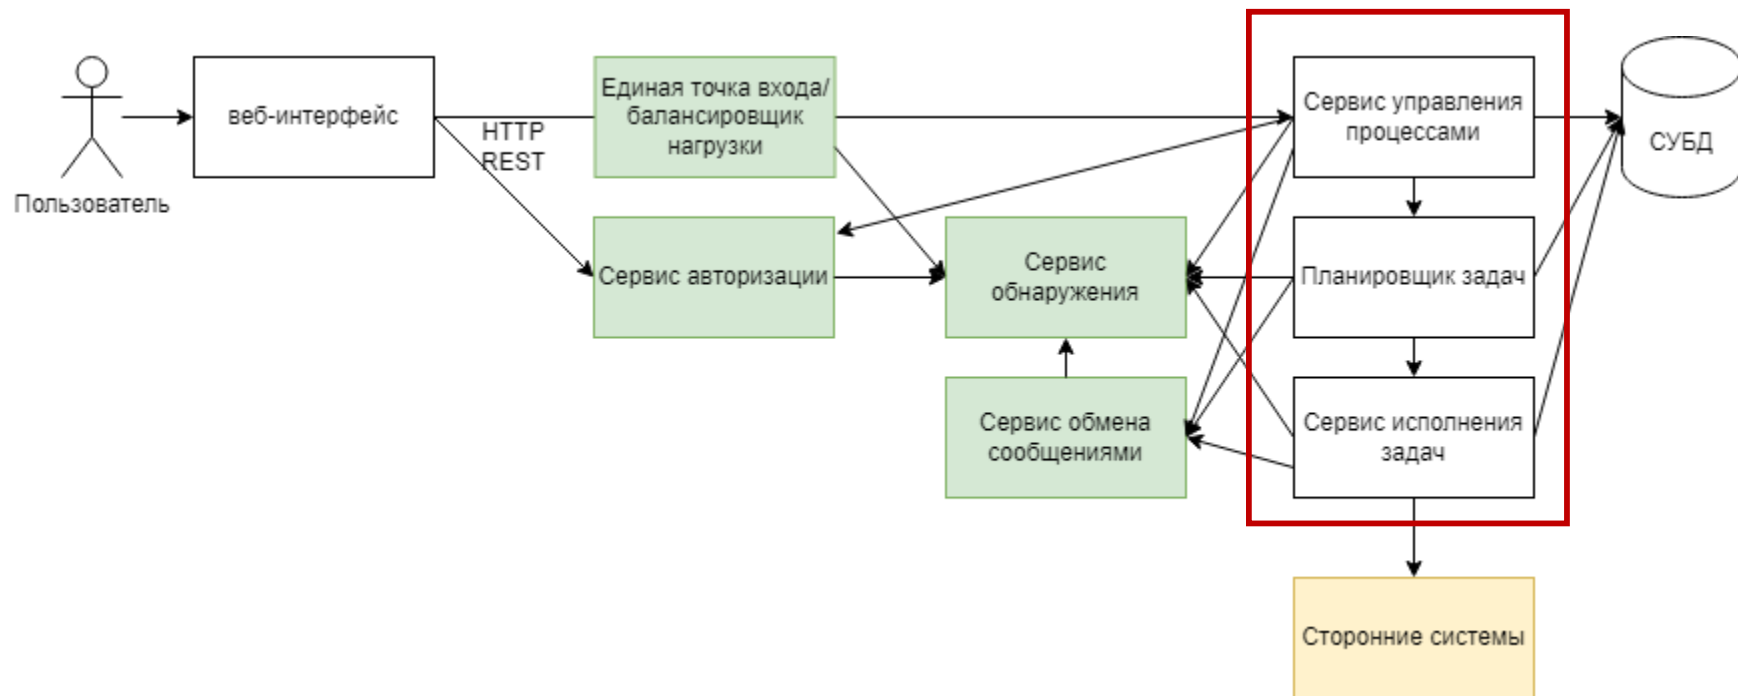 Пользователь
веб-интерфейс
HTTP
REST
Единая точка входа/
балансировщик
нагрузки
Сервис управления
процессами
СУБД
Сервис авторизации
Сервис
обнаружения
Планировщик задач
Сервис обмена
сообщениями
Сервис исполнения
задач
Сторонние системы